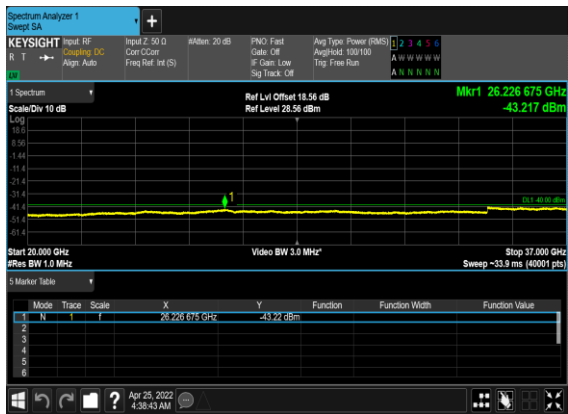 Spectrum Analyzer 1
Swept SA
KEYSIGHT Input: RF Input Z: 50 Ω #Atten: 20 dB PNO: Fast Avg Type: Power (RMS) 1 2 3 4 5 6
R T Coupling: DC Corr CCorr Gate: Off Avg|Hold: 100/100 A W W W W W
Align: Auto Freq Ref: Int (S) IF Gain: Low Trig: Free Run
LW Sig Track: Off A N N N N N
1 Spectrum Ref Lvl Offset 18.56 dB Mkr1 26.226 675 GHz
Scale/Div 10 dB Ref Level 28.56 dBm -43.217 dBm
Log
18.6
8.56
-1.44
-11.4
-21.4
-31.4 1 DL1 -40.00 dBm
-41.4
-51.4
-61.4
Start 20.000 GHz Video BW 3.0 MHz* Stop 37.000 GHz
#Res BW 1.0 MHz Sweep ~33.9 ms (40001 pts)
5 Marker Table
Mode Trace Scale X Y Function Function Width Function Value
1 N 1 f 26.226 675 GHz -43.22 dBm
2
3
4
5
6
? Apr 25, 2022
4:38:43 AM